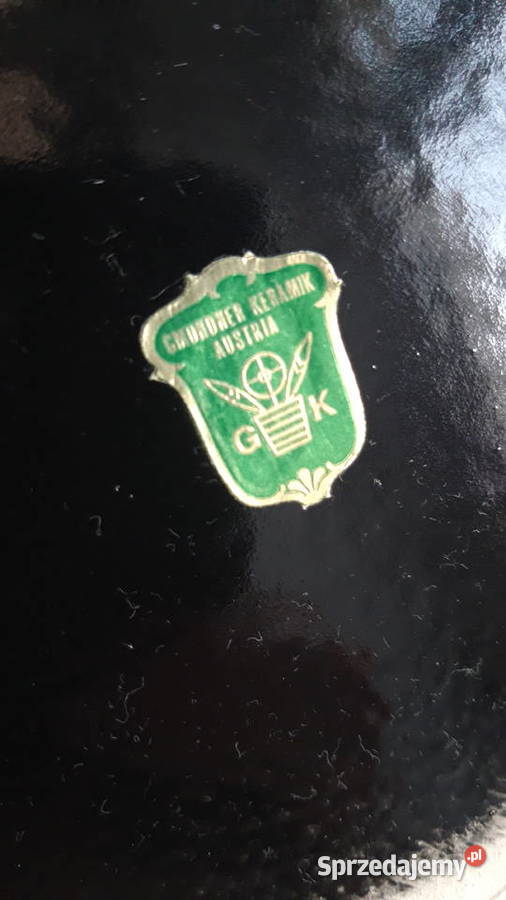 GMUNDNER KERAMIK
AUSTRIA
G K
Sprzedajemy.pl